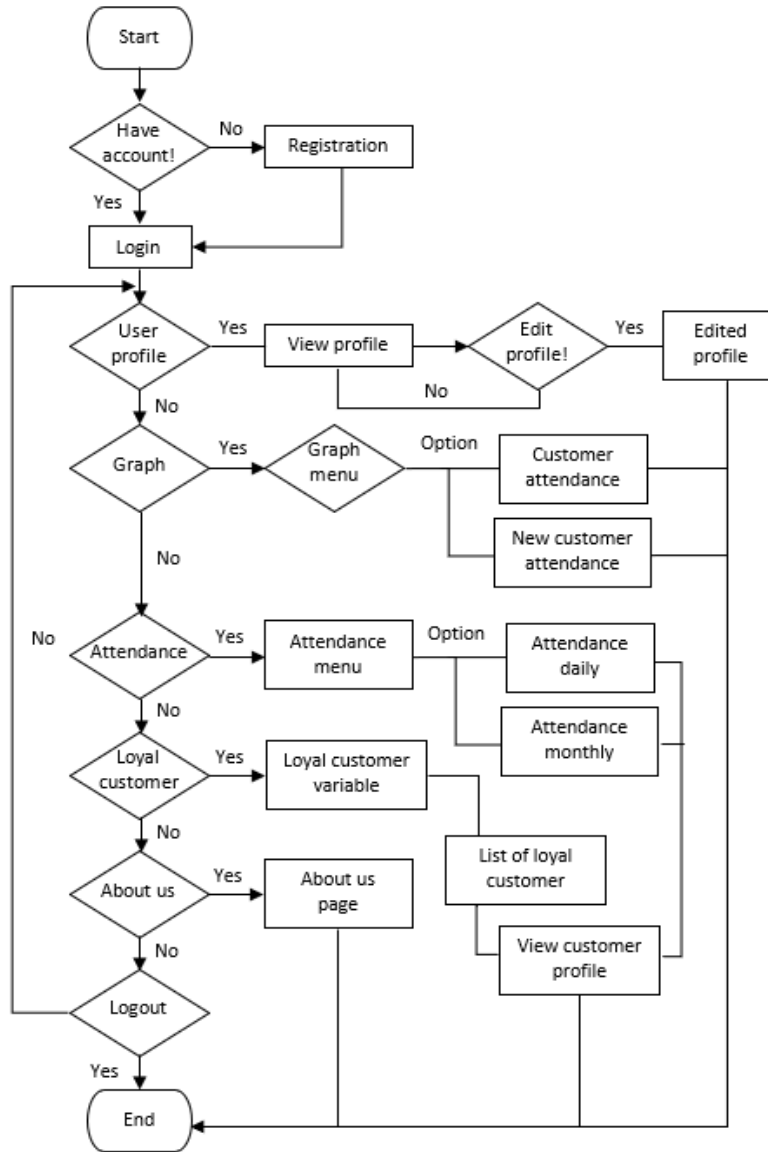 Start
Have
account!
No
Registration
Yes
Login
User
profile
Yes
View profile
Edit
profile!
Yes
Edited
profile
No
No
Graph
Yes
Graph
menu
Option
Customer
attendance
New customer
attendance
No
No
Attendance
Yes
Attendance
menu
Option
Attendance
daily
Attendance
monthly
No
Loyal
customer
Yes
Loyal customer
variable
No
List of loyal
customer
About us
Yes
About us
page
View customer
profile
No
Logout
Yes
End